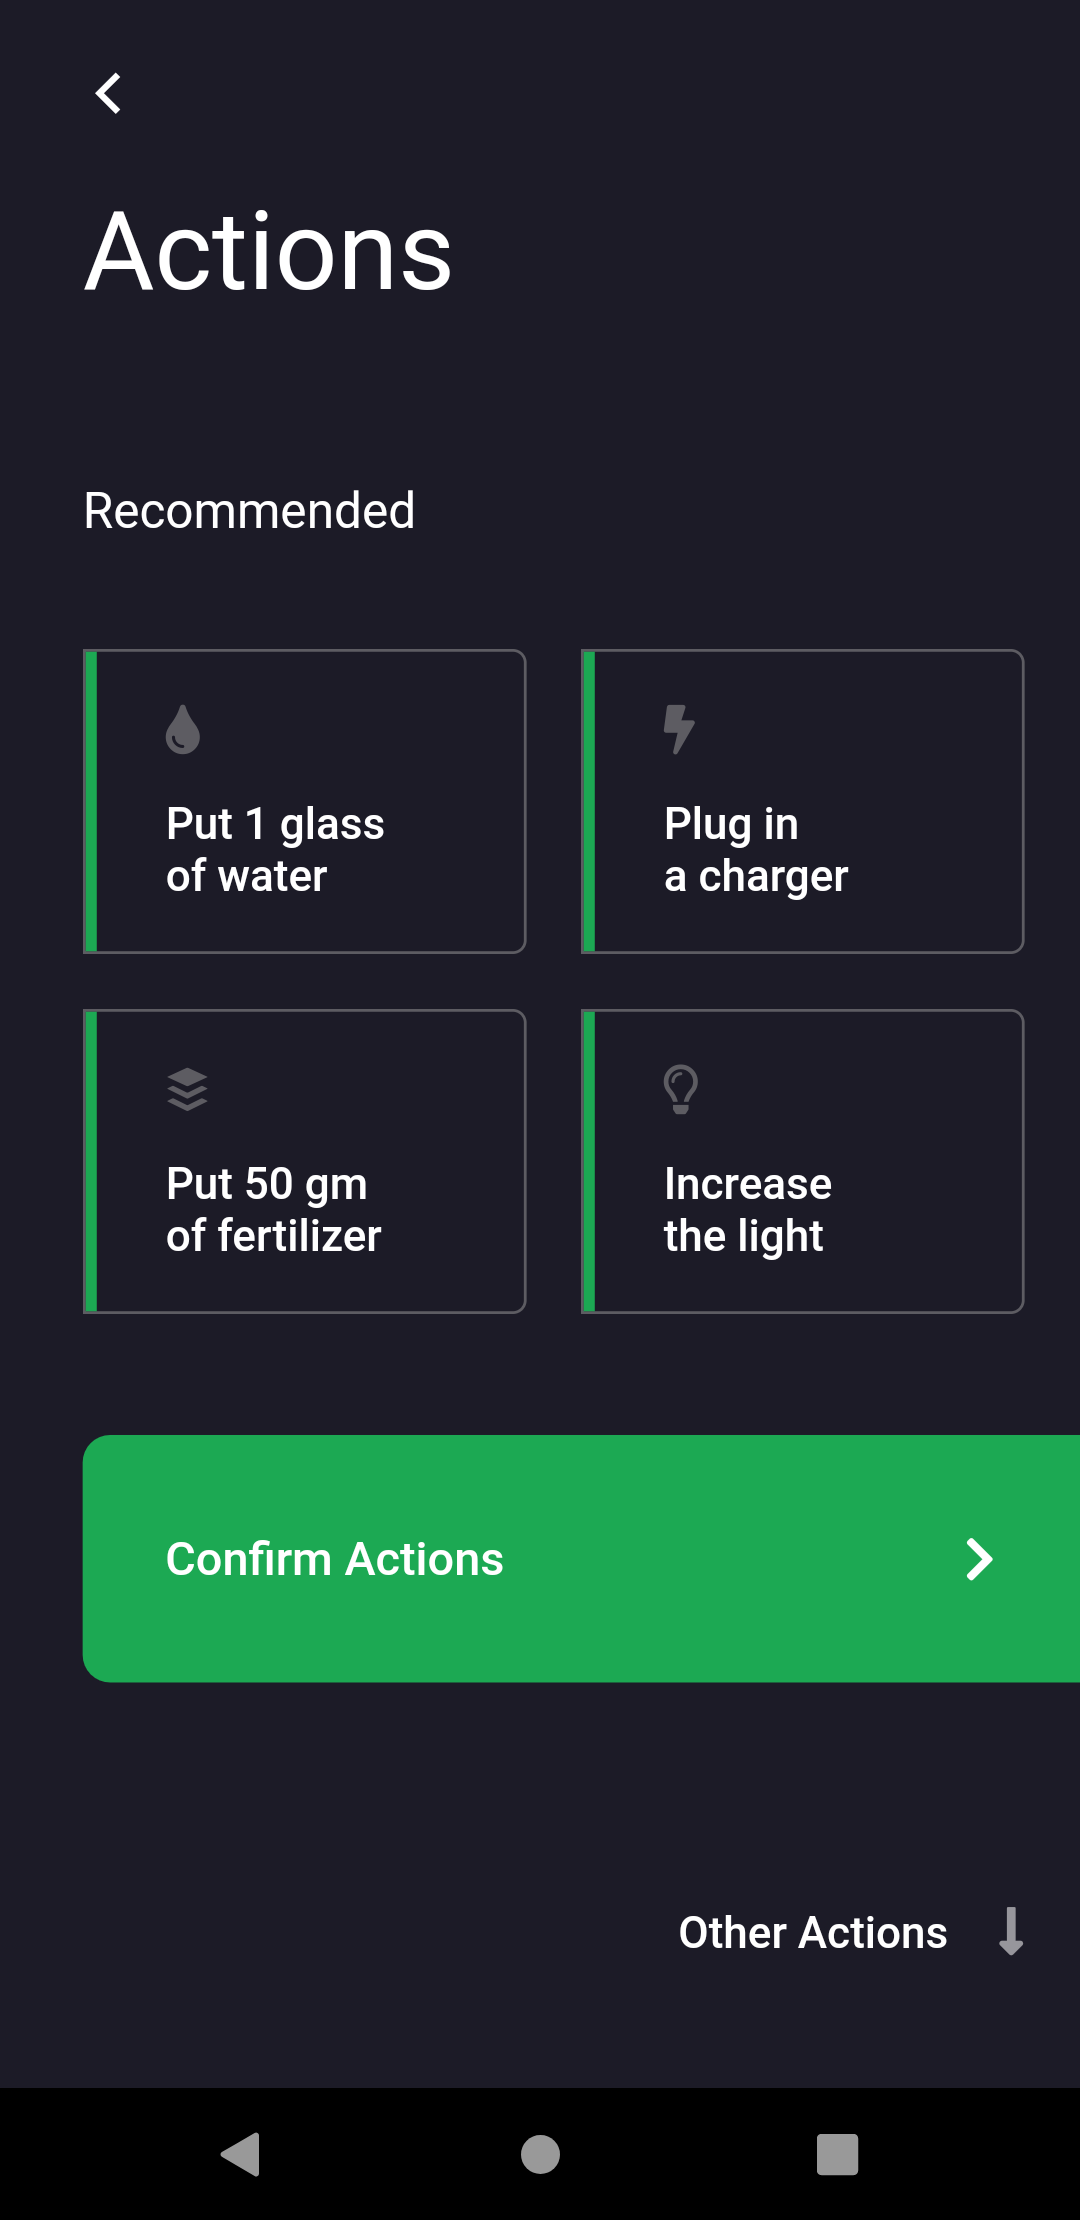 Actions
Recommended
Put 1 glass
of water
Plug in
a charger
Put 50 gm
of fertilizer
Increase
the light
Confirm Actions
Other Actions